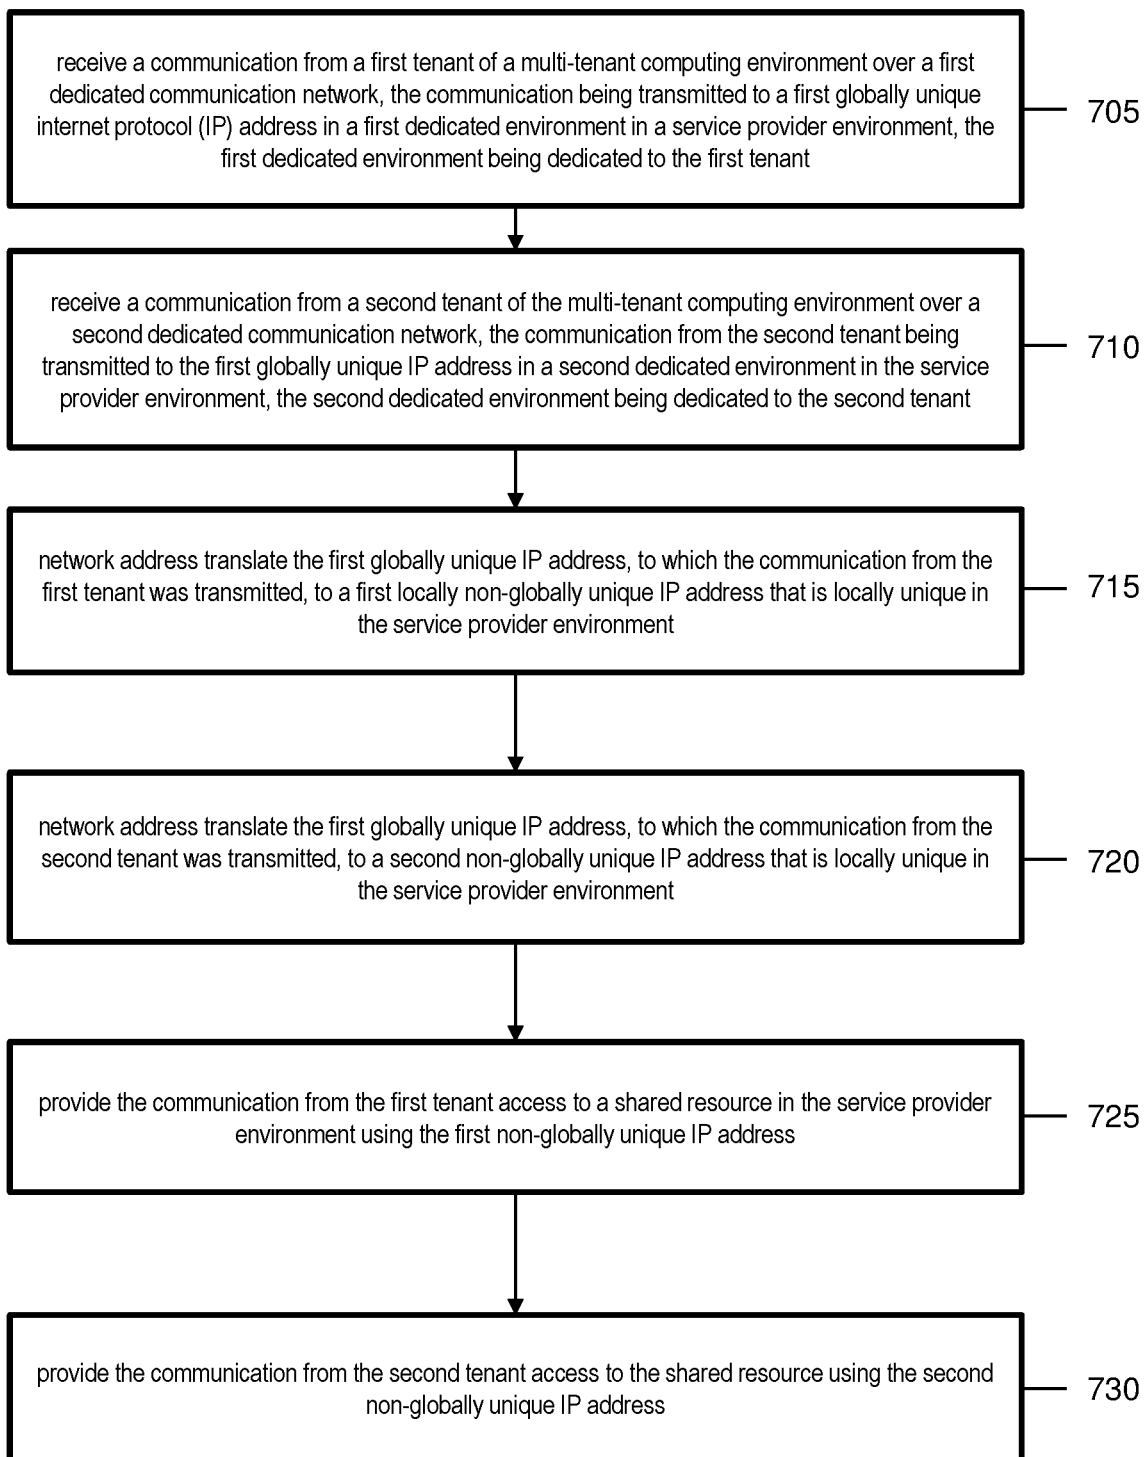 receive a communication from a first tenant of a multi-tenant computing environment over a first
dedicated communication network, the communication being transmitted to a first globally unique
internet protocol (IP) address in a first dedicated environment in a service provider environment, the
first dedicated environment being dedicated to the first tenant
705
receive a communication from a second tenant of the multi-tenant computing environment over a
second dedicated communication network, the communication from the second tenant being
transmitted to the first globally unique IP address in a second dedicated environment in the service
provider environment, the second dedicated environment being dedicated to the second tenant
710
network address translate the first globally unique IP address, to which the communication from the
first tenant was transmitted, to a first locally non-globally unique IP address that is locally unique in
the service provider environment
715
network address translate the first globally unique IP address, to which the communication from the
second tenant was transmitted, to a second non-globally unique IP address that is locally unique in
the service provider environment
720
provide the communication from the first tenant access to a shared resource in the service provider
environment using the first non-globally unique IP address
725
provide the communication from the second tenant access to the shared resource using the second
non-globally unique IP address
730